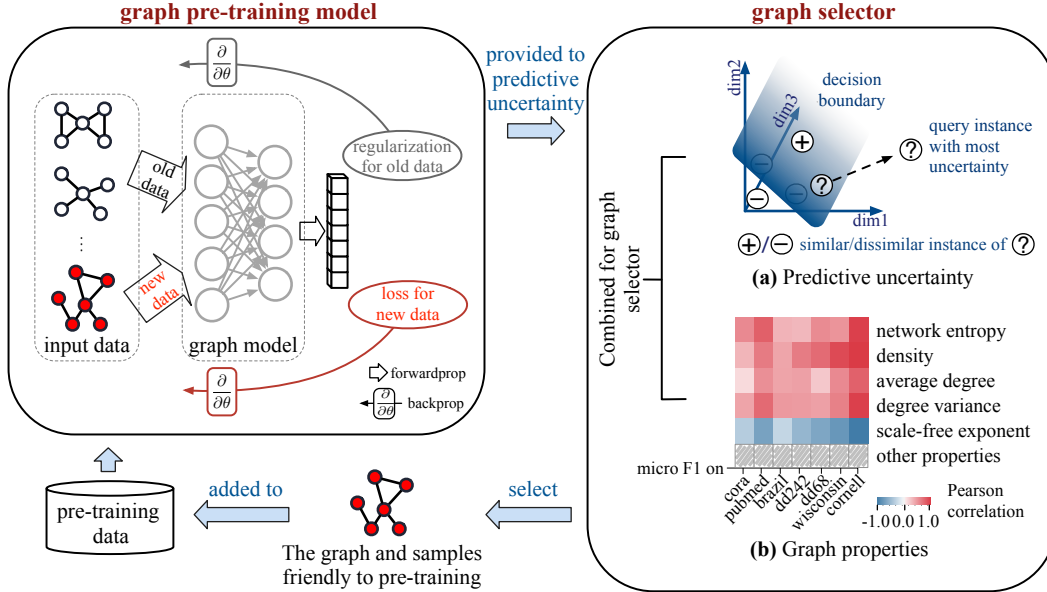 graph pre-training model
graph selector
∂
∂θ
regularization
for old data
old
data
...
new
data
input data
graph model
loss for
new data
∂
∂θ
forwardprop
∂
∂θ
backprop
provided to
predictive
uncertainty
Combined for graph
selector
dim2
dim3
dim1
decision
boundary
+
−
−
−
?
?
query instance
with most
uncertainty
+/− similar/dissimilar instance of ?
(a) Predictive uncertainty
network entropy
density
average degree
degree variance
scale-free exponent
other properties
micro F1 on
cora
pubmed
brazil
dd242
dd68
wisconsin
cornell
-1.0 0.0 1.0
Pearson
correlation
(b) Graph properties
select
The graph and samples
friendly to pre-training
added to
pre-training
data